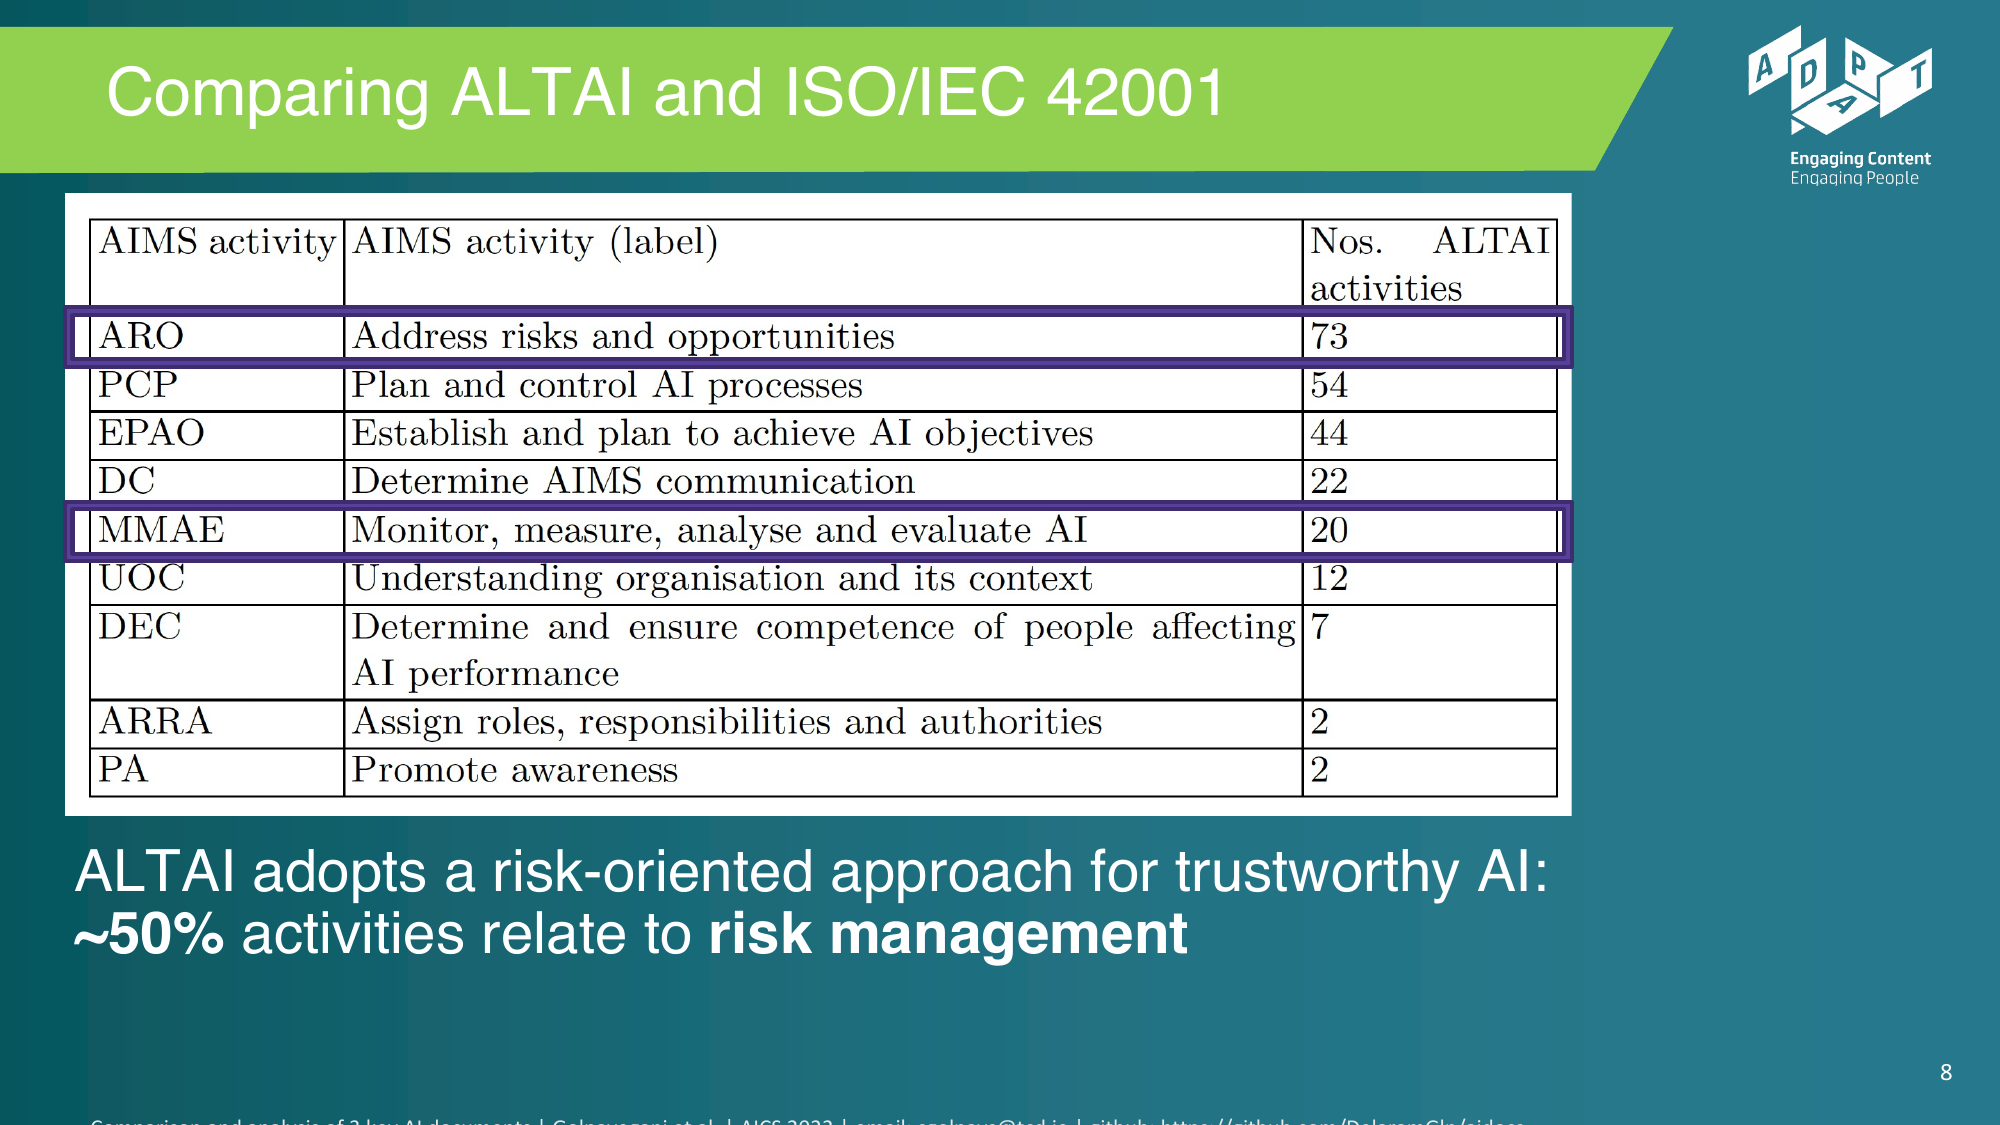 Comparing ALTAI and ISO/IEC 42001
A D A P T
Engaging Content
Engaging People
AIMS activity AIMS activity (label) Nos. ALTAI
activities
ARO Address risks and opportunities 73
PCP Plan and control AI processes 54
EPAO Establish and plan to achieve AI objectives 44
DC Determine AIMS communication 22
MMAE Monitor, measure, analyse and evaluate AI 20
UOC Understanding organisation and its context 12
DEC Determine and ensure competence of people affecting 7
AI performance
ARRA Assign roles, responsibilities and authorities 2
PA Promote awareness 2
ALTAI adopts a risk-oriented approach for trustworthy AI:
~50% activities relate to risk management
8